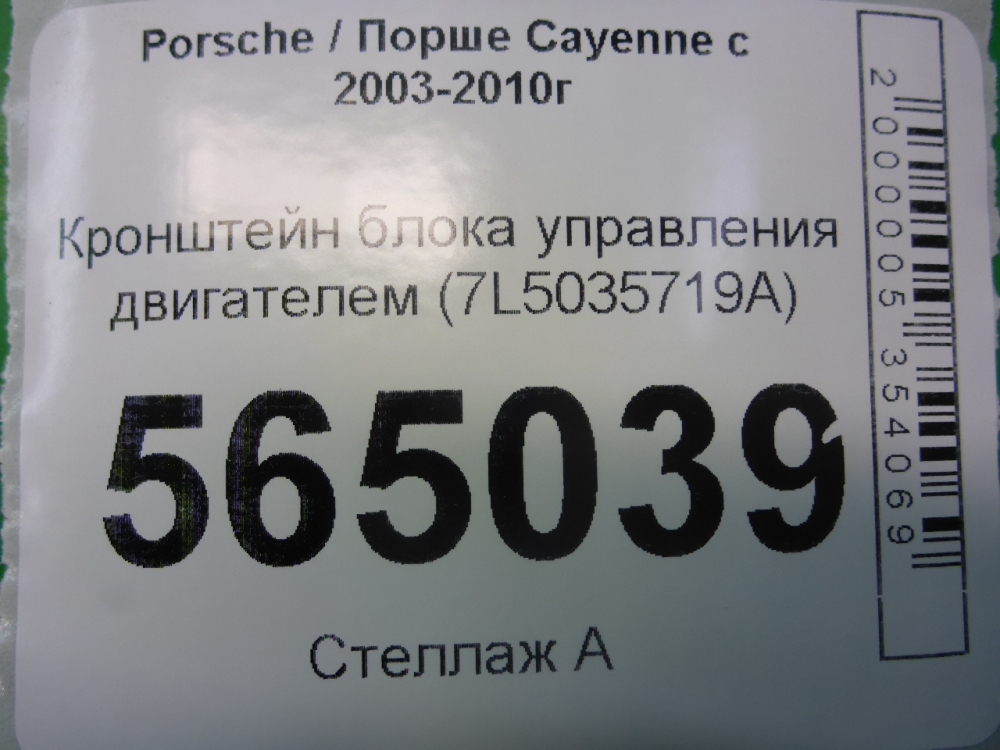 Porsche / Порше Cayenne с
2003-2010г
Кронштейн блока управления
двигателем (7L5035719A)
565039
Стеллаж А
2000005354069